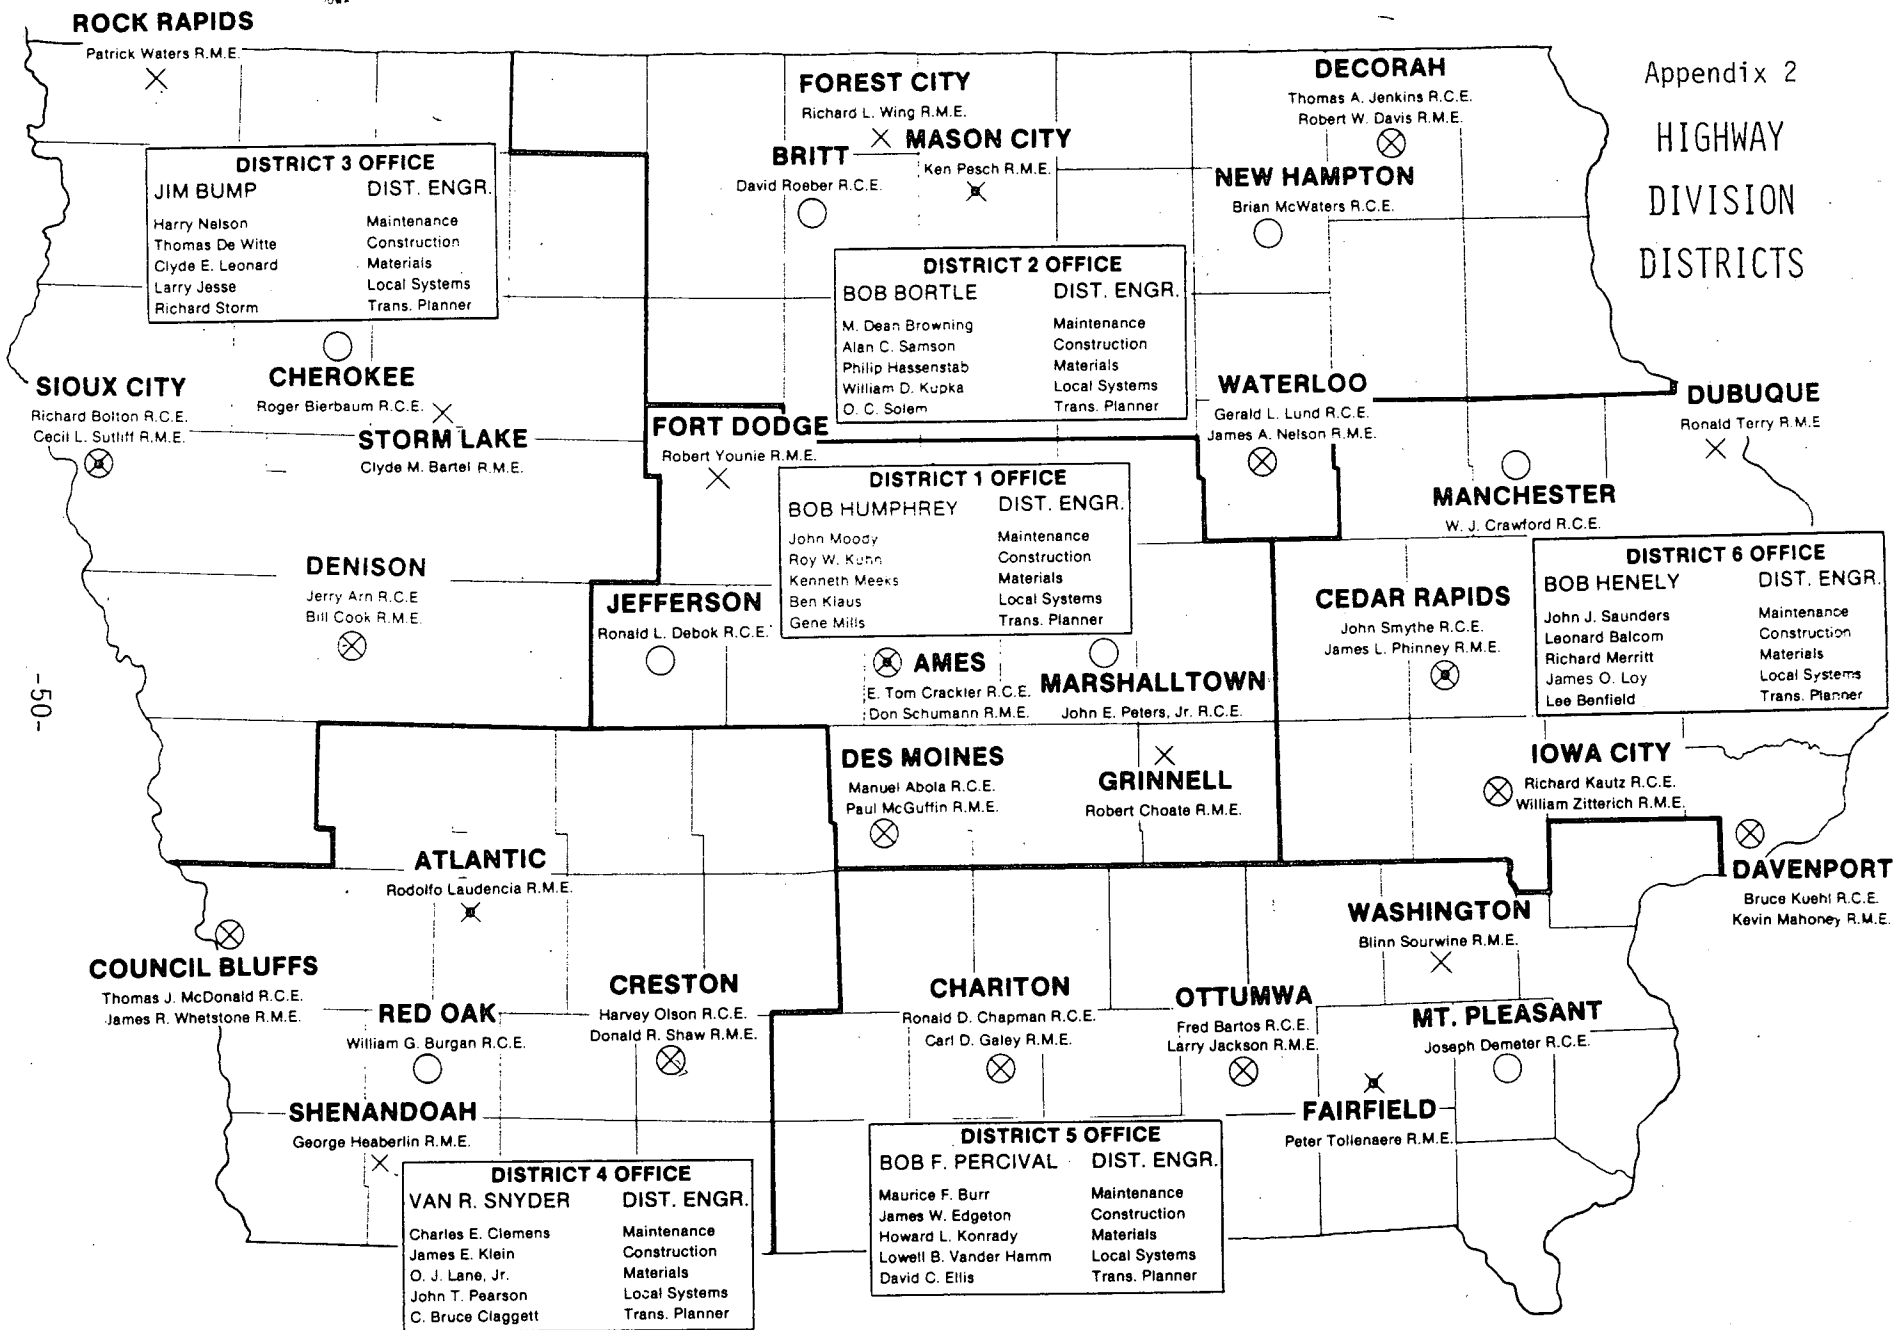 ROCK RAPIDS
Patrick Waters R.M.E.
FOREST CITY
Richard L. Wing R.M.E.
MASON CITY
Ken Pesch R.M.E.
BRITT
David Roeber R.C.E.
DECORAH
Thomas A. Jenkins R.C.E.
Robert W. Davis R.M.E.
NEW HAMPTON
Brian McWaters R.C.E.
Appendix 2
HIGHWAY
DIVISION
DISTRICTS
DISTRICT 3 OFFICE
JIM BUMP DIST. ENGR.
Harry Nelson Maintenance
Thomas De Witte Construction
Clyde E. Leonard Materials
Larry Jesse Local Systems
Richard Storm Trans. Planner
DISTRICT 2 OFFICE
BOB BORTLE DIST. ENGR.
M. Dean Browning Maintenance
Alan C. Samson Construction
Philip Hassenstab Materials
William D. Kupka Local Systems
O. C. Solem Trans. Planner
SIOUX CITY
Richard Bolton R.C.E.
Cecil L. Sutliff R.M.E.
CHEROKEE
Roger Bierbaum R.C.E.
STORM LAKE
Clyde M. Bartel R.M.E.
FORT DODGE
Robert Younie R.M.E.
WATERLOO
Gerald L. Lund R.C.E.
James A. Nelson R.M.E.
DUBUQUE
Ronald Terry R.M.E
MANCHESTER
W. J. Crawford R.C.E.
DISTRICT 1 OFFICE
BOB HUMPHREY DIST. ENGR.
John Moody Maintenance
Roy W. Kuhn Construction
Kenneth Meeks Materials
Ben Klaus Local Systems
Gene Mills Trans. Planner
DISTRICT 6 OFFICE
BOB HENELY DIST. ENGR.
John J. Saunders Maintenance
Leonard Balcom Construction
Richard Merritt Materials
James O. Loy Local Systems
Lee Benfield Trans. Planner
DENISON
Jerry Arn R.C.E
Bill Cook R.M.E.
JEFFERSON
Ronald L. Debok R.C.E.
AMES
E. Tom Crackler R.C.E.
Don Schumann R.M.E.
MARSHALLTOWN
John E. Peters, Jr. R.C.E.
CEDAR RAPIDS
John Smythe R.C.E.
James L. Phinney R.M.E.
-50-
DES MOINES
Manuel Abola R.C.E.
Paul McGuffin R.M.E.
GRINNELL
Robert Choate R.M.E.
IOWA CITY
Richard Kautz R.C.E.
William Zitterich R.M.E.
DAVENPORT
Bruce Kuehl R.C.E.
Kevin Mahoney R.M.E.
ATLANTIC
Rodolfo Laudencia R.M.E.
WASHINGTON
Blinn Sourwine R.M.E.
COUNCIL BLUFFS
Thomas J. McDonald R.C.E.
James R. Whetstone R.M.E.
RED OAK
William G. Burgan R.C.E.
CRESTON
Harvey Olson R.C.E.
Donald R. Shaw R.M.E.
CHARITON
Ronald D. Chapman R.C.E.
Carl D. Galey R.M.E.
OTTUMWA
Fred Bartos R.C.E.
Larry Jackson R.M.E.
MT. PLEASANT
Joseph Demeter R.C.E.
SHENANDOAH
George Heaberlin R.M.E.
FAIRFIELD
Peter Tollenaere R.M.E.
DISTRICT 4 OFFICE
VAN R. SNYDER DIST. ENGR.
Charles E. Clemens Maintenance
James E. Klein Construction
O. J. Lane, Jr. Materials
John T. Pearson Local Systems
C. Bruce Claggett Trans. Planner
DISTRICT 5 OFFICE
BOB F. PERCIVAL DIST. ENGR.
Maurice F. Burr Maintenance
James W. Edgeton Construction
Howard L. Konrady Materials
Lowell B. Vander Hamm Local Systems
David C. Ellis Trans. Planner